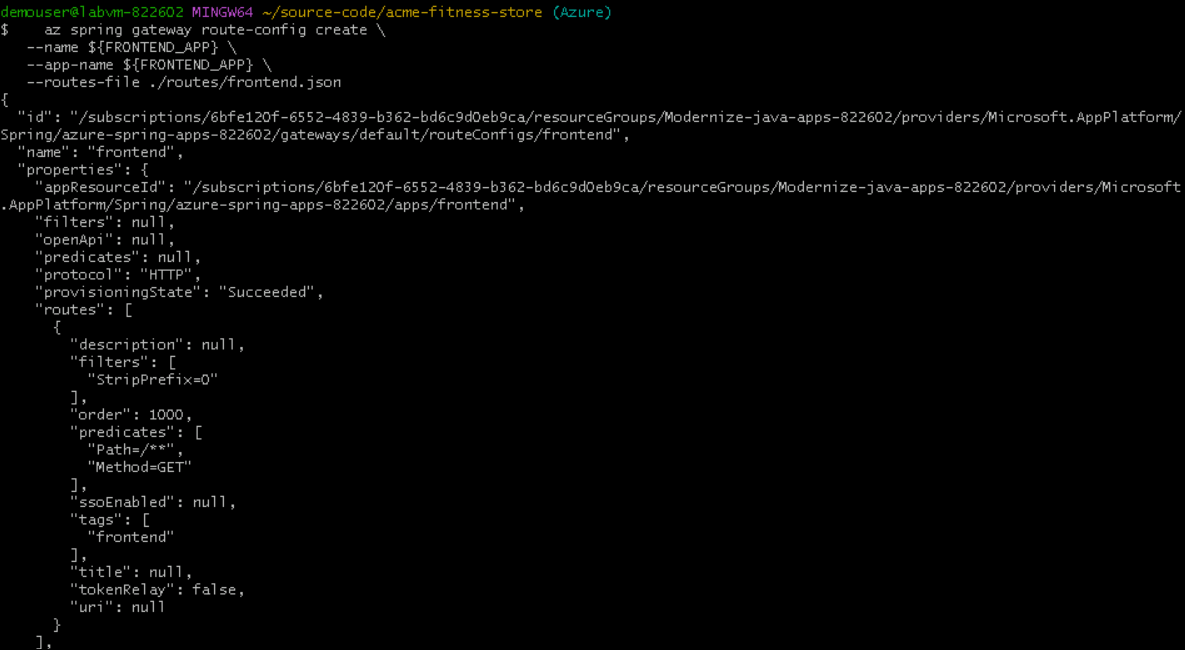 demouser@labvm-822602 MINGW64 ~/source-code/acme-fitness-store (Azure)
$    az spring gateway route-config create \
   --name ${FRONTEND_APP} \
   --app-name ${FRONTEND_APP} \
   --routes-file ./routes/frontend.json
{
  "id": "/subscriptions/6bfe120f-6552-4839-b362-bd6c9d0eb9ca/resourceGroups/Modernize-java-apps-822602/providers/Microsoft.AppPlatform/
Spring/azure-spring-apps-822602/gateways/default/routeConfigs/frontend",
  "name": "frontend",
  "properties": {
    "appResourceId": "/subscriptions/6bfe120f-6552-4839-b362-bd6c9d0eb9ca/resourceGroups/Modernize-java-apps-822602/providers/Microsoft
.AppPlatform/Spring/azure-spring-apps-822602/apps/frontend",
    "filters": null,
    "openApi": null,
    "predicates": null,
    "protocol": "HTTP",
    "provisioningState": "Succeeded",
    "routes": [
      {
        "description": null,
        "filters": [
          "StripPrefix=0"
        ],
        "order": 1000,
        "predicates": [
          "Path=/**",
          "Method=GET"
        ],
        "ssoEnabled": null,
        "tags": [
          "frontend"
        ],
        "title": null,
        "tokenRelay": false,
        "uri": null
      }
    ],